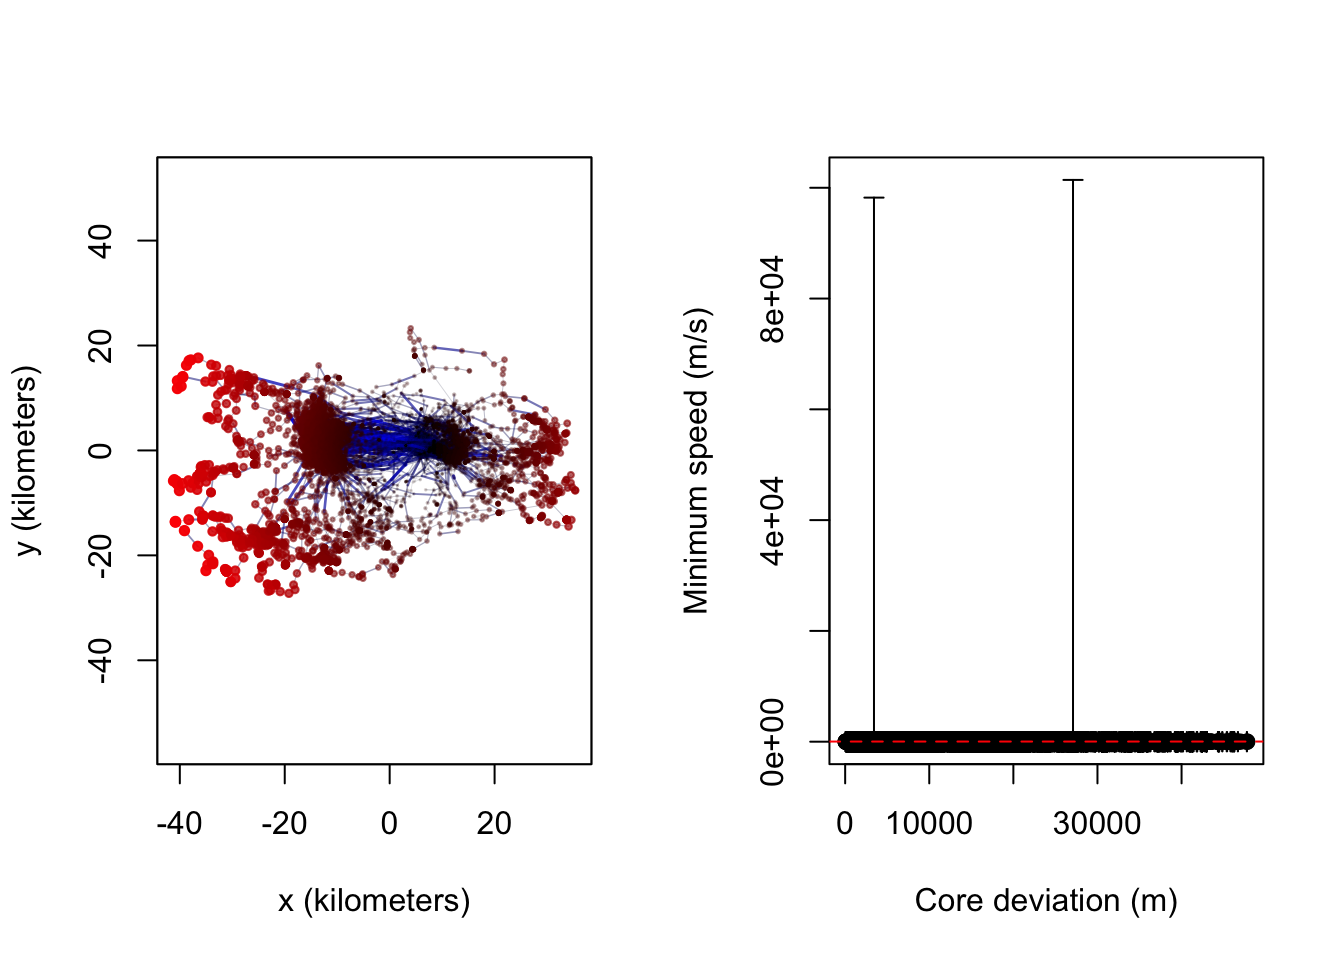 40
20
0
-20
-40
y (kilometers)
-40 -20 0 20
x (kilometers)
8e+04
4e+04
0e+00
Minimum speed (m/s)
0 10000 30000
Core deviation (m)